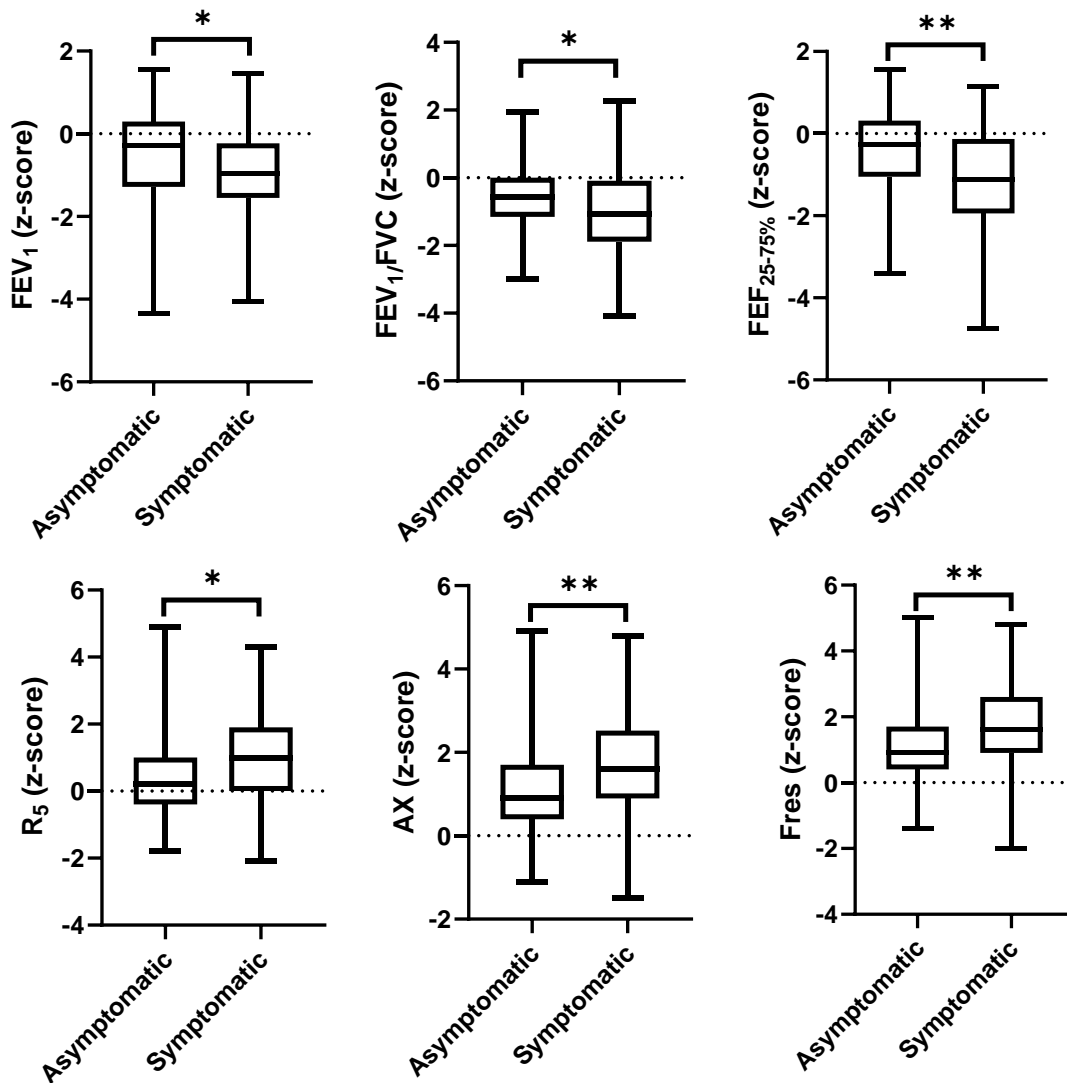 *
*
**
FEV1 (z-score)
2
0
-2
-4
-6
Asymptomatic
Symptomatic
FEV1/FVC (z-score)
4
2
0
-2
-4
-6
Asymptomatic
Symptomatic
FEF25-75% (z-score)
2
0
-2
-4
-6
Asymptomatic
Symptomatic
*
**
**
R5 (z-score)
6
4
2
0
-2
-4
Asymptomatic
Symptomatic
AX (z-score)
6
4
2
0
-2
Asymptomatic
Symptomatic
Fres (z-score)
6
4
2
0
-2
-4
Asymptomatic
Symptomatic